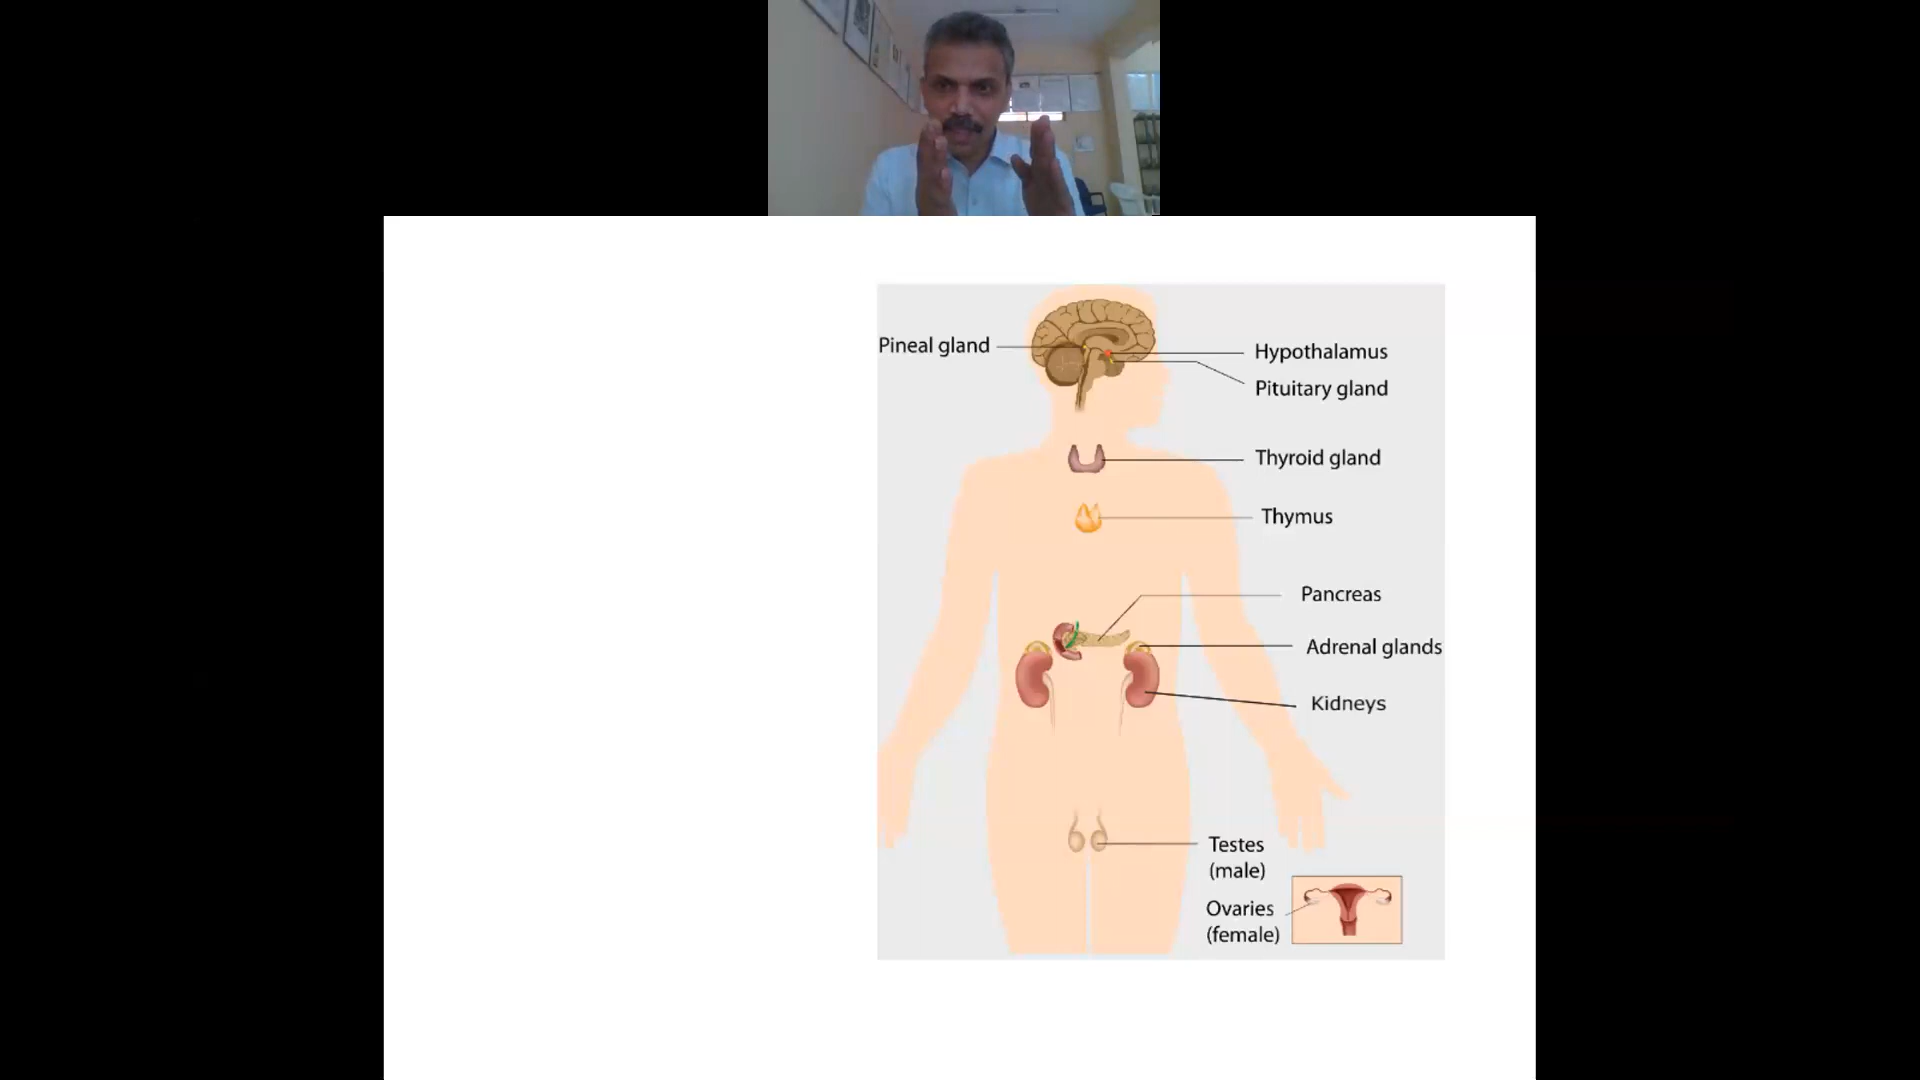 Pineal gland
Hypothalamus
Pituitary gland
Thyroid gland
Thymus
Pancreas
Adrenal glands
Kidneys
Testes
(male)
Ovaries
(female)